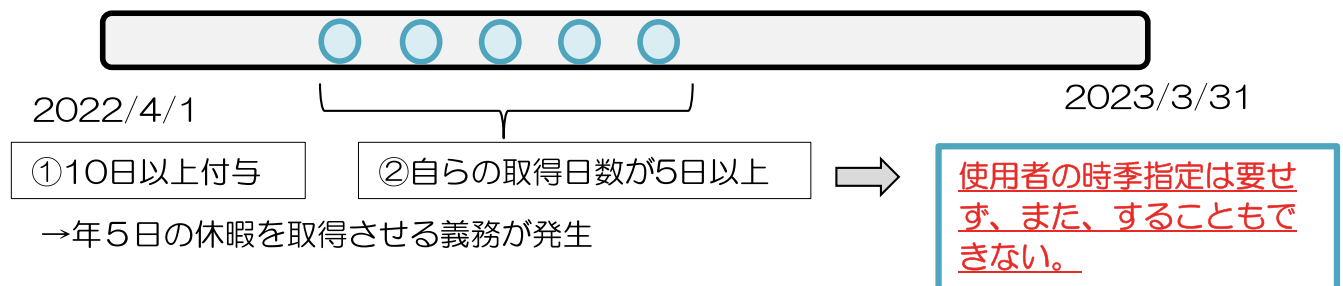 2022/4/1
2023/3/31
①10日以上付与
②自らの取得日数が5日以上
使用者の時季指定は要せ
ず、また、することもで
きない。
→年５日の休暇を取得させる義務が発生